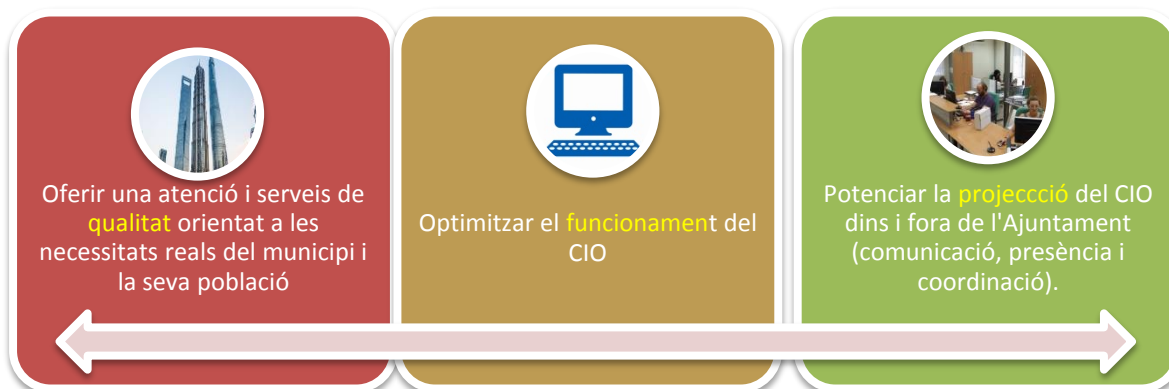 Oferir una atenció i serveis de
qualitat orientat a les
necessitats reals del municipi i
la seva població
Optimitzar el funcionament del
CIO
Potenciar la projeccció del CIO
dins i fora de l'Ajuntament
(comunicació, presència i
coordinació).